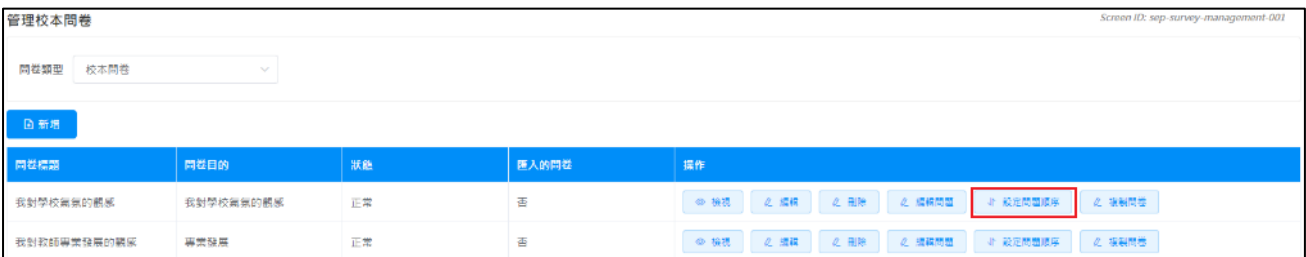 管理校本問卷
Screen ID: sep-survey-management-001
問卷類型 校本問卷
新增
問卷標題 問卷目的 狀態 匯入的問卷 操作
我對學校氣氛的觀感 我對學校氣氛的觀感 正常 否 檢視 編輯 刪除 編輯問題 設定問題順序 複製問卷
我對教師專業發展的觀感 專業發展 正常 否 檢視 編輯 刪除 編輯問題 設定問題順序 複製問卷